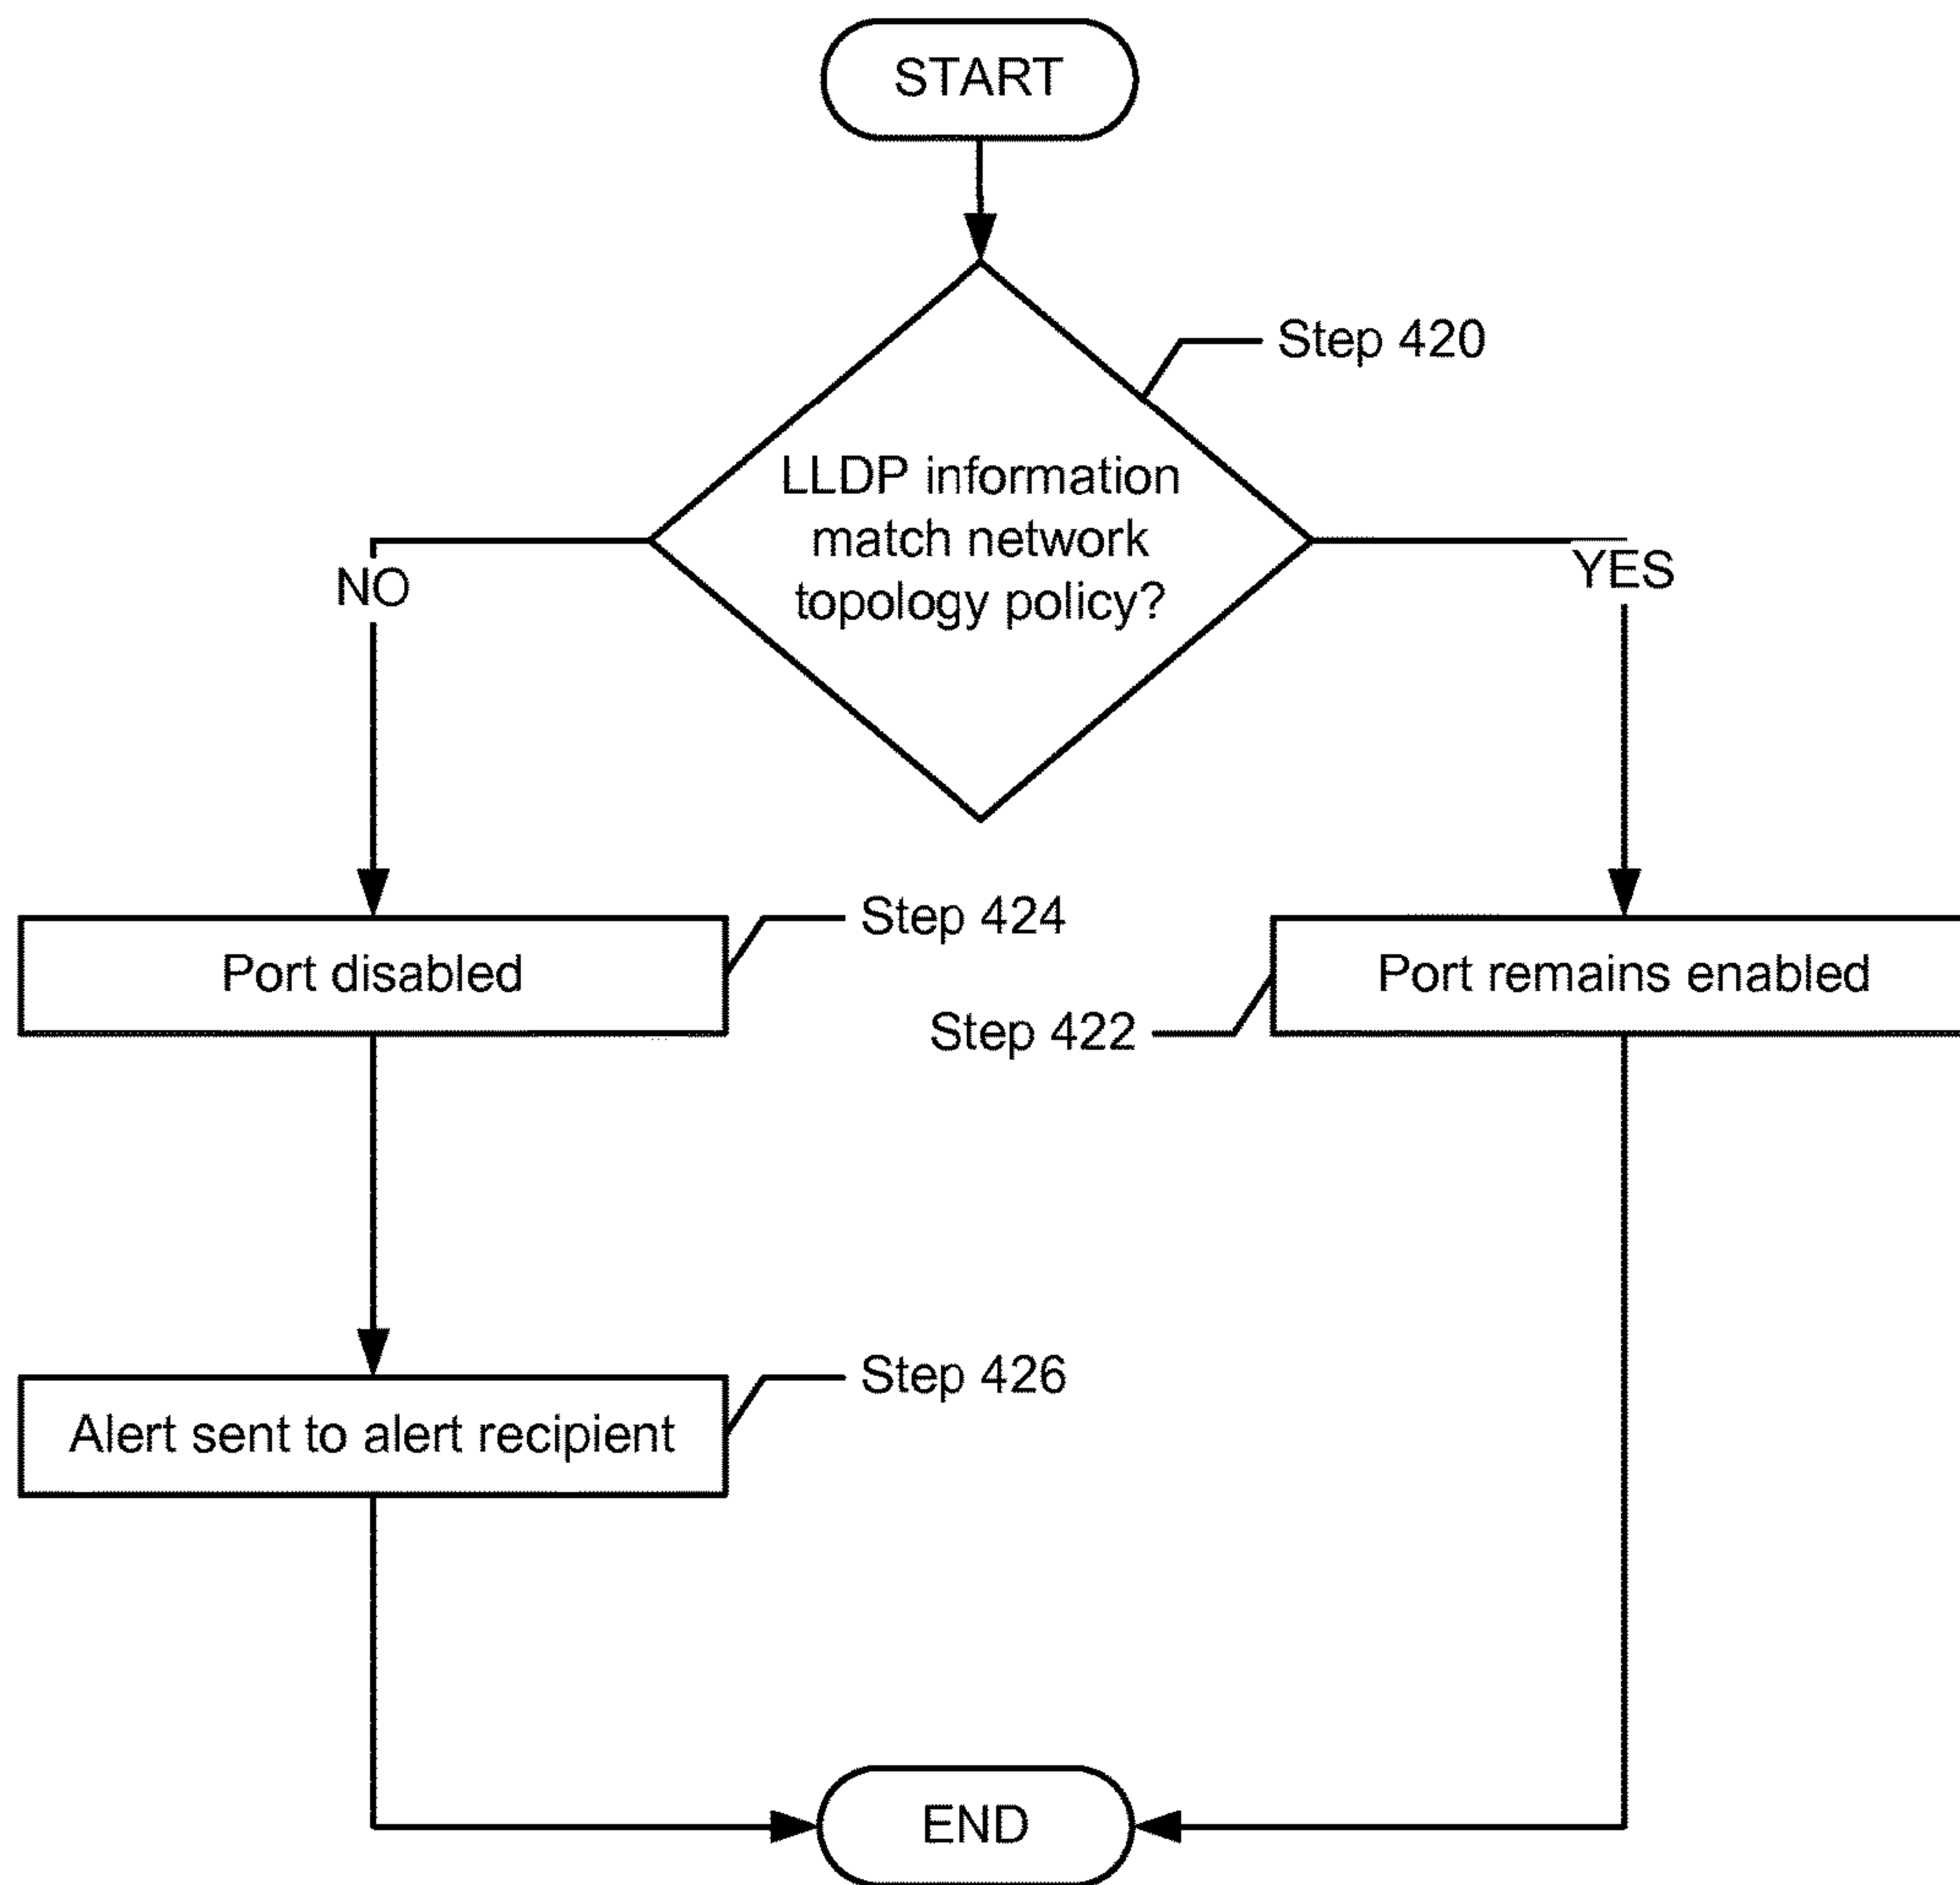 START
Step 420
LLDP information
match network
topology policy?
NO
YES
Step 424
Port disabled
Port remains enabled
Step 422
Step 426
Alert sent to alert recipient
END